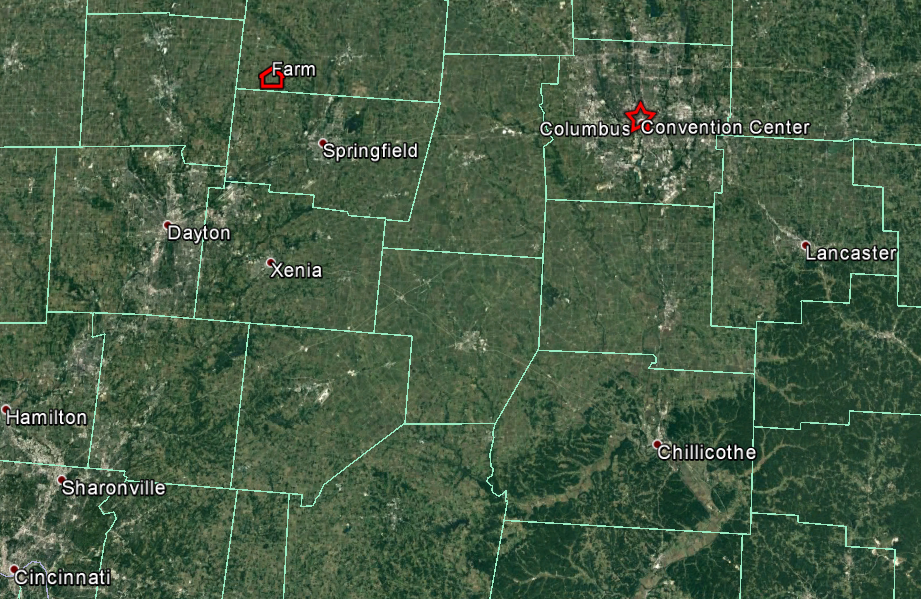 Farm
Columbus Convention Center
Springfield
Dayton
Lancaster
Xenia
Hamilton
Chillicothe
Sharonville
Cincinnati